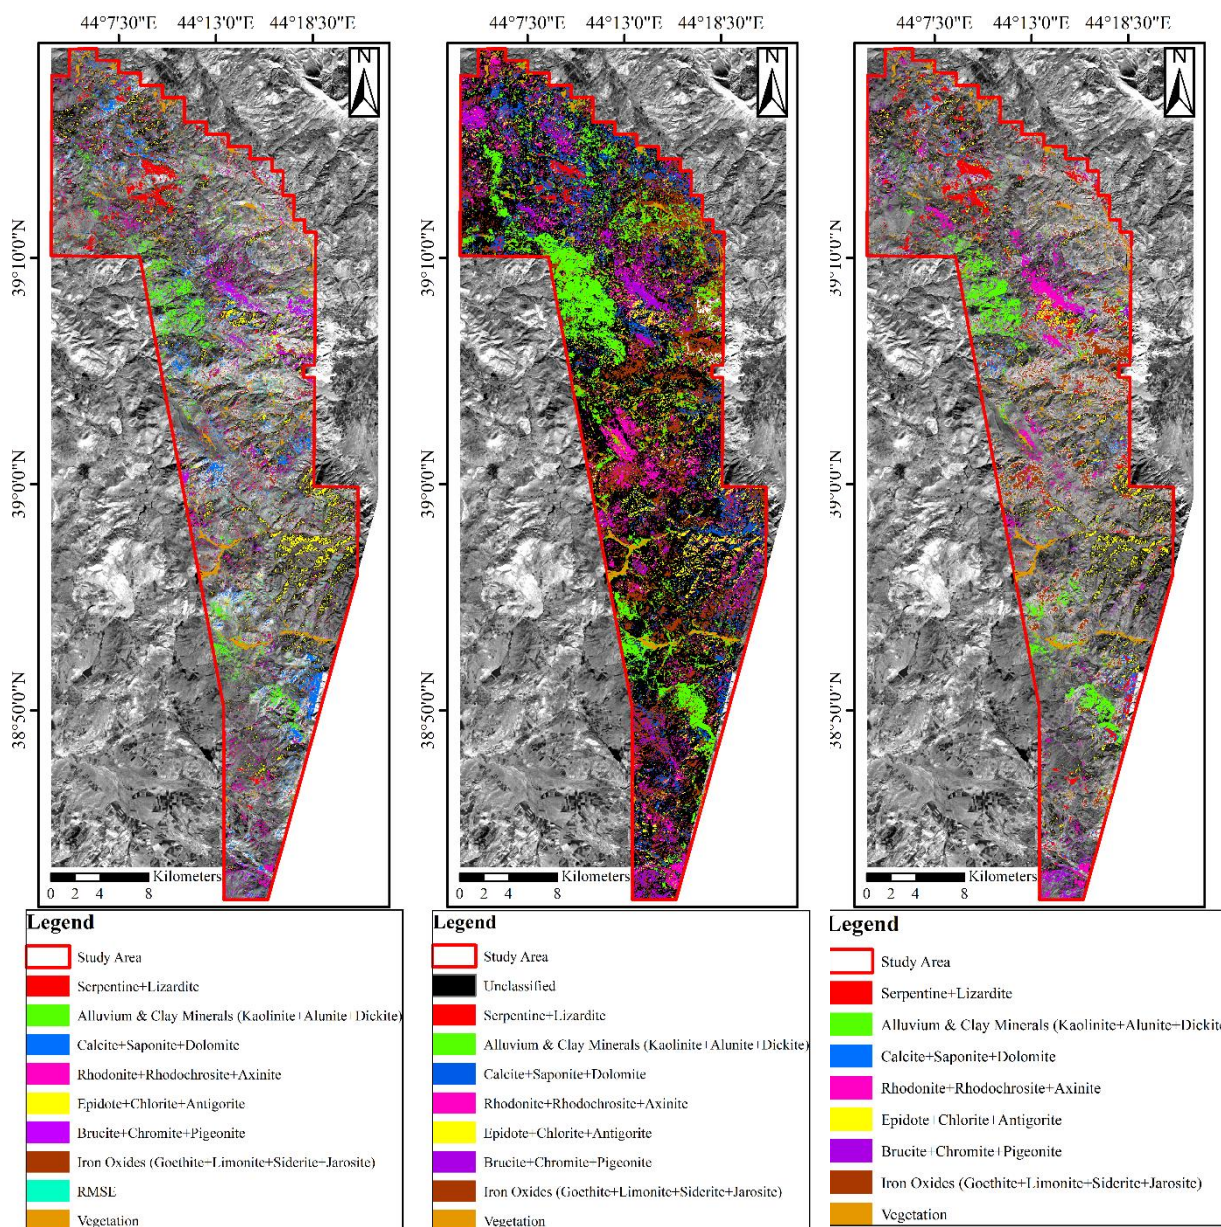 44°7'30"E 44°13'0"E 44°18'30"E
44°7'30"E 44°13'0"E 44°18'30"E
44°7'30"E 44°13'0"E 44°18'30"E
N
N
N
39°10'0"N
39°0'0"N
38°50'0"N
39°10'0"N
39°0'0"N
38°50'0"N
39°10'0"N
39°0'0"N
38°50'0"N
Kilometers
0 2 4 8
Kilometers
0 2 4 8
Kilometers
0 2 4 8
Legend
Study Area
Serpentine+Lizardite
Alluvium & Clay Minerals (Kaolinite+Alunite+Dickite)
Calcite+Saponite+Dolomite
Rhodonite+Rhodochrosite+Axinite
Epidote+Chlorite+Antigorite
Brucite+Chromite+Pigeonite
Iron Oxides (Goethite+Limonite+Siderite+Jarosite)
RMSE
Vegetation
Legend
Study Area
Unclassified
Serpentine+Lizardite
Alluvium & Clay Minerals (Kaolinite+Alunite+Dickite)
Calcite+Saponite+Dolomite
Rhodonite+Rhodochrosite+Axinite
Epidote+Chlorite+Antigorite
Brucite+Chromite+Pigeonite
Iron Oxides (Goethite+Limonite+Siderite+Jarosite)
Vegetation
Legend
Study Area
Serpentine+Lizardite
Alluvium & Clay Minerals (Kaolinite+Alunite+Dickite
Calcite+Saponite+Dolomite
Rhodonite+Rhodochrosite+Axinite
Epidote+Chlorite+Antigorite
Brucite+Chromite+Pigeonite
Iron Oxides (Goethite+Limonite+Siderite+Jarosite)
Vegetation